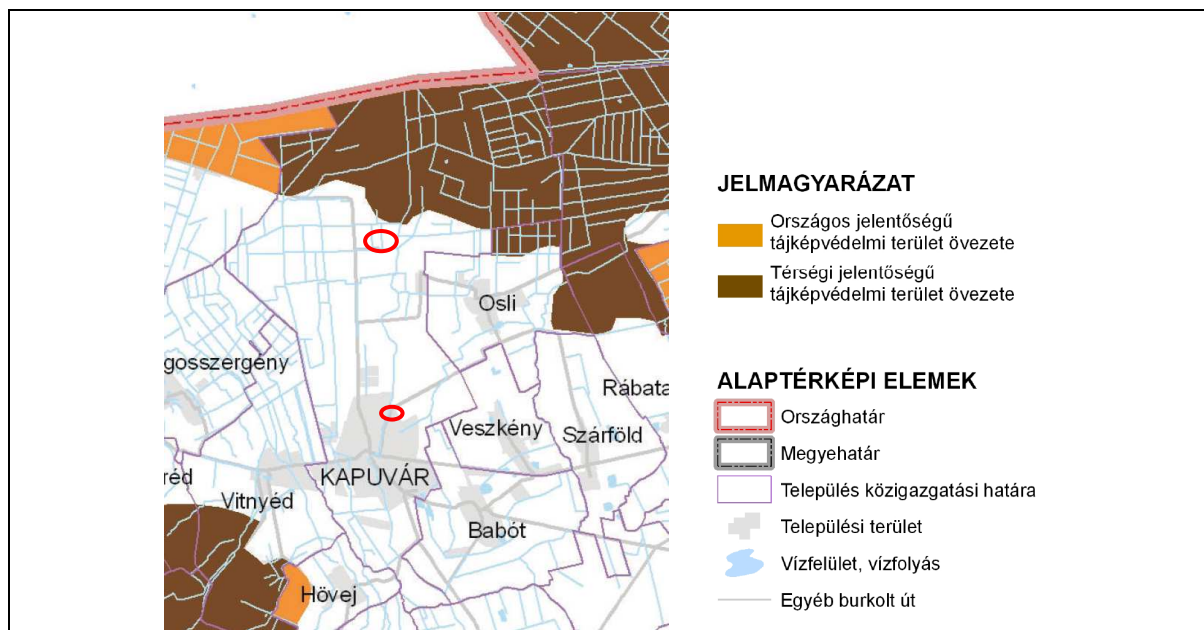 JELMAGYARÁZAT
Országos jelentőségű
tájképvédelmi terület övezete
Térségi jelentőségű
tájképvédelmi terület övezete
ALAPTÉRKÉPI ELEMEK
Országhatár
Megyehatár
Település közigazgatási határa
Települési terület
Vízfelület, vízfolyás
Egyéb burkolt út
Osli
gosszergény
Rábata
Veszkény
Szárföld
KAPUVÁR
réd
Vitnyéd
Babót
Hövej